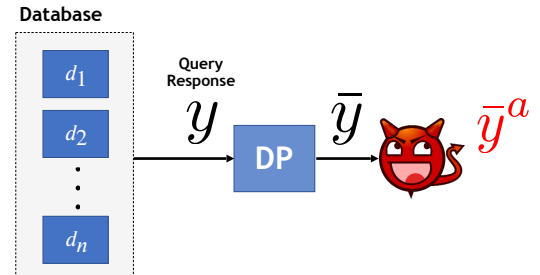 Database
d₁
d₂
dₙ
Query
Response
y
DP
ȳ
ȳᵃ